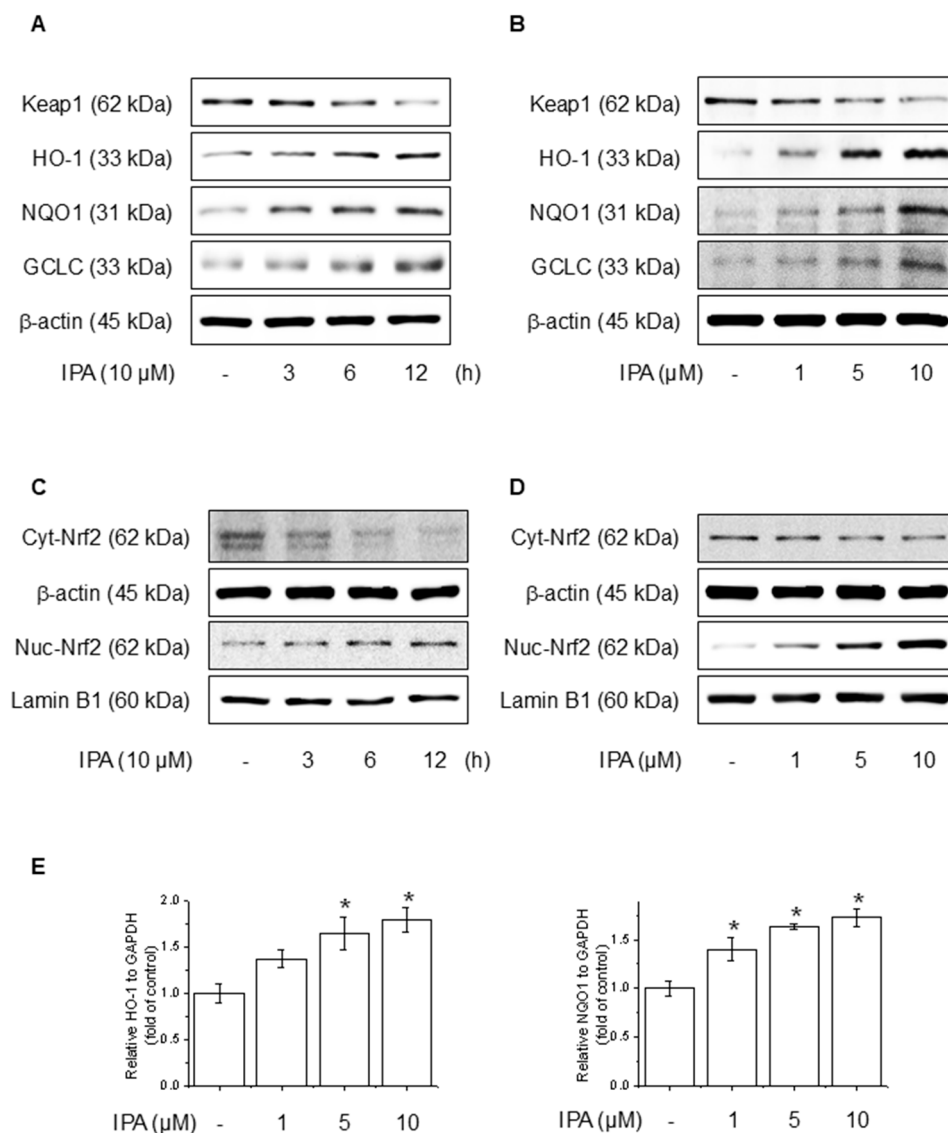 A
Keap1 (62 kDa)
HO-1 (33 kDa)
NQO1 (31 kDa)
GCLC (33 kDa)
β-actin (45 kDa)
IPA (10 µM) - 3 6 12 (h)
B
Keap1 (62 kDa)
HO-1 (33 kDa)
NQO1 (31 kDa)
GCLC (33 kDa)
β-actin (45 kDa)
IPA (µM) - 1 5 10
C
Cyt-Nrf2 (62 kDa)
β-actin (45 kDa)
Nuc-Nrf2 (62 kDa)
Lamin B1 (60 kDa)
IPA (10 µM) - 3 6 12 (h)
D
Cyt-Nrf2 (62 kDa)
β-actin (45 kDa)
Nuc-Nrf2 (62 kDa)
Lamin B1 (60 kDa)
IPA (µM) - 1 5 10
E
Relative HO-1 to GAPDH
(fold of control)
2.0
1.5
1.0
0.5
0.0
* *
IPA (µM) - 1 5 10
Relative NQO1 to GAPDH
(fold of control)
1.5
1.0
0.5
0.0
* * *
IPA (µM) - 1 5 10